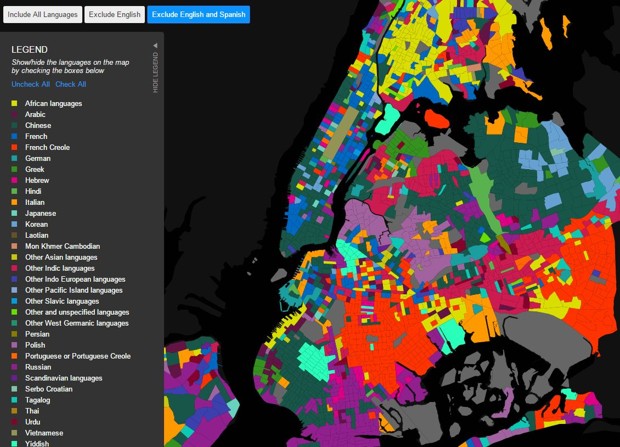 Include All Languages
Exclude English
Exclude English and Spanish
LEGEND
HIDE LEGEND
Show/hide the languages on the map
by checking the boxes below
Uncheck All Check All
African languages
Arabic
Chinese
French
French Creole
German
Greek
Hebrew
Hindi
Italian
Japanese
Korean
Laotian
Mon Khmer Cambodian
Other Asian languages
Other Indic languages
Other Indo European languages
Other Pacific Island languages
Other Slavic languages
Other and unspecified languages
Other West Germanic languages
Persian
Polish
Portuguese or Portuguese Creole
Russian
Scandinavian languages
Serbo Croatian
Tagalog
Thai
Urdu
Vietnamese
Yiddish